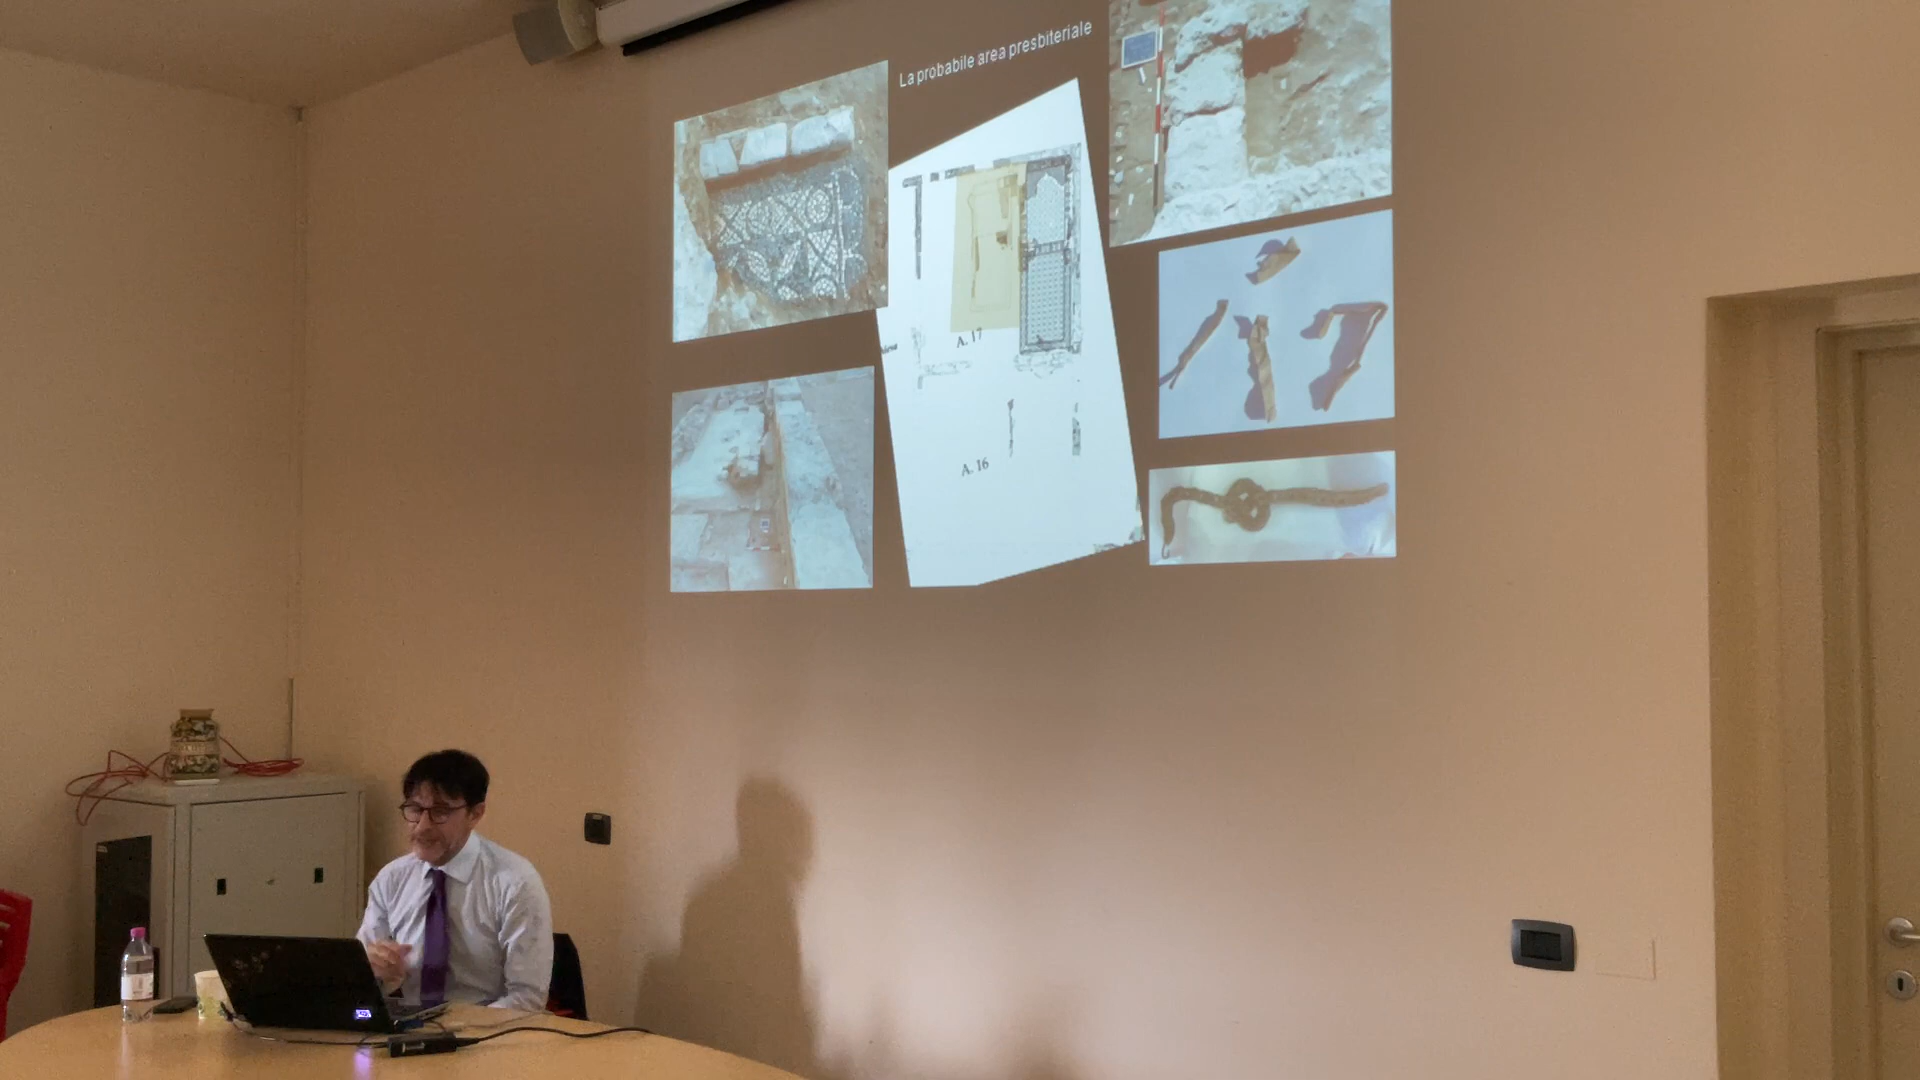 La probabile area presbiteriale
A. 17
A. 16